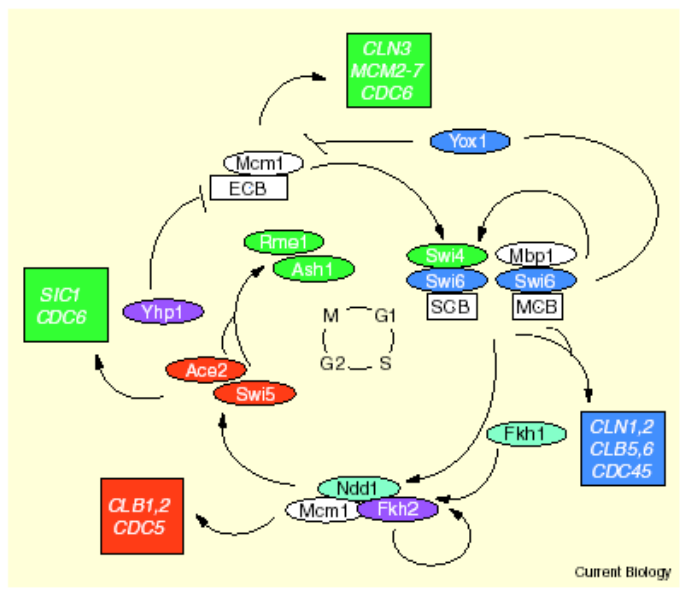 CLN3
MCM2-7
CDC6
Yox1
Mcm1
ECB
Rme1
Ash1
Swi4
Swi6
SCB
Mbp1
Swi6
MCB
SIC1
CDC6
Yhp1
M G1
G2 S
Ace2
Swi5
Fkh1
CLN1,2
CLB5,6
CDC45
Ndd1
Mcm1 Fkh2
CLB1,2
CDC5
Current Biology